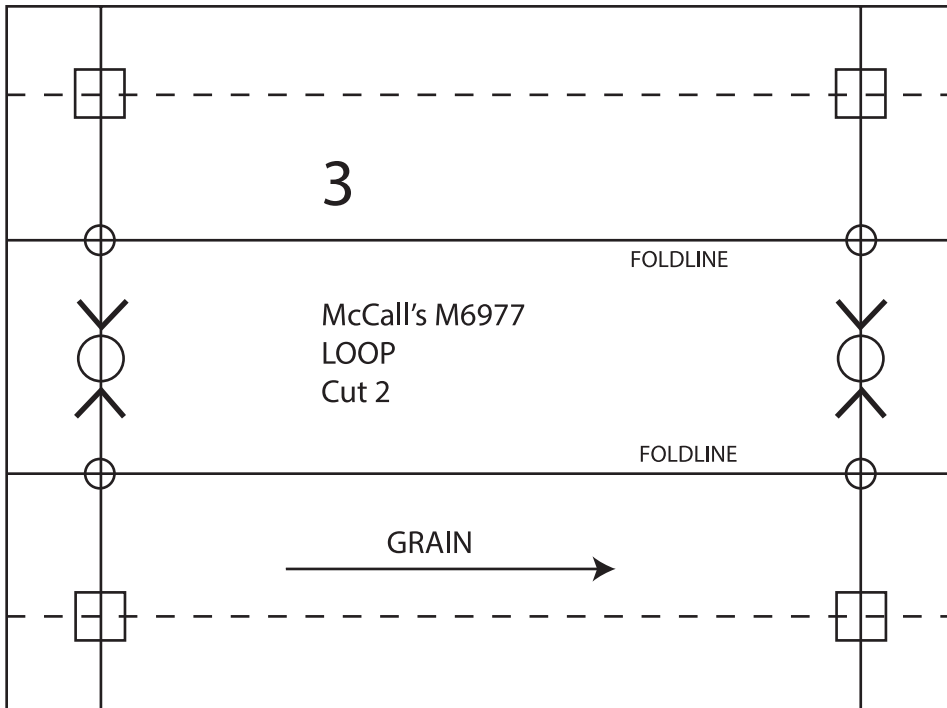 3
FOLDLINE
McCall's M6977
LOOP
Cut 2
FOLDLINE
GRAIN